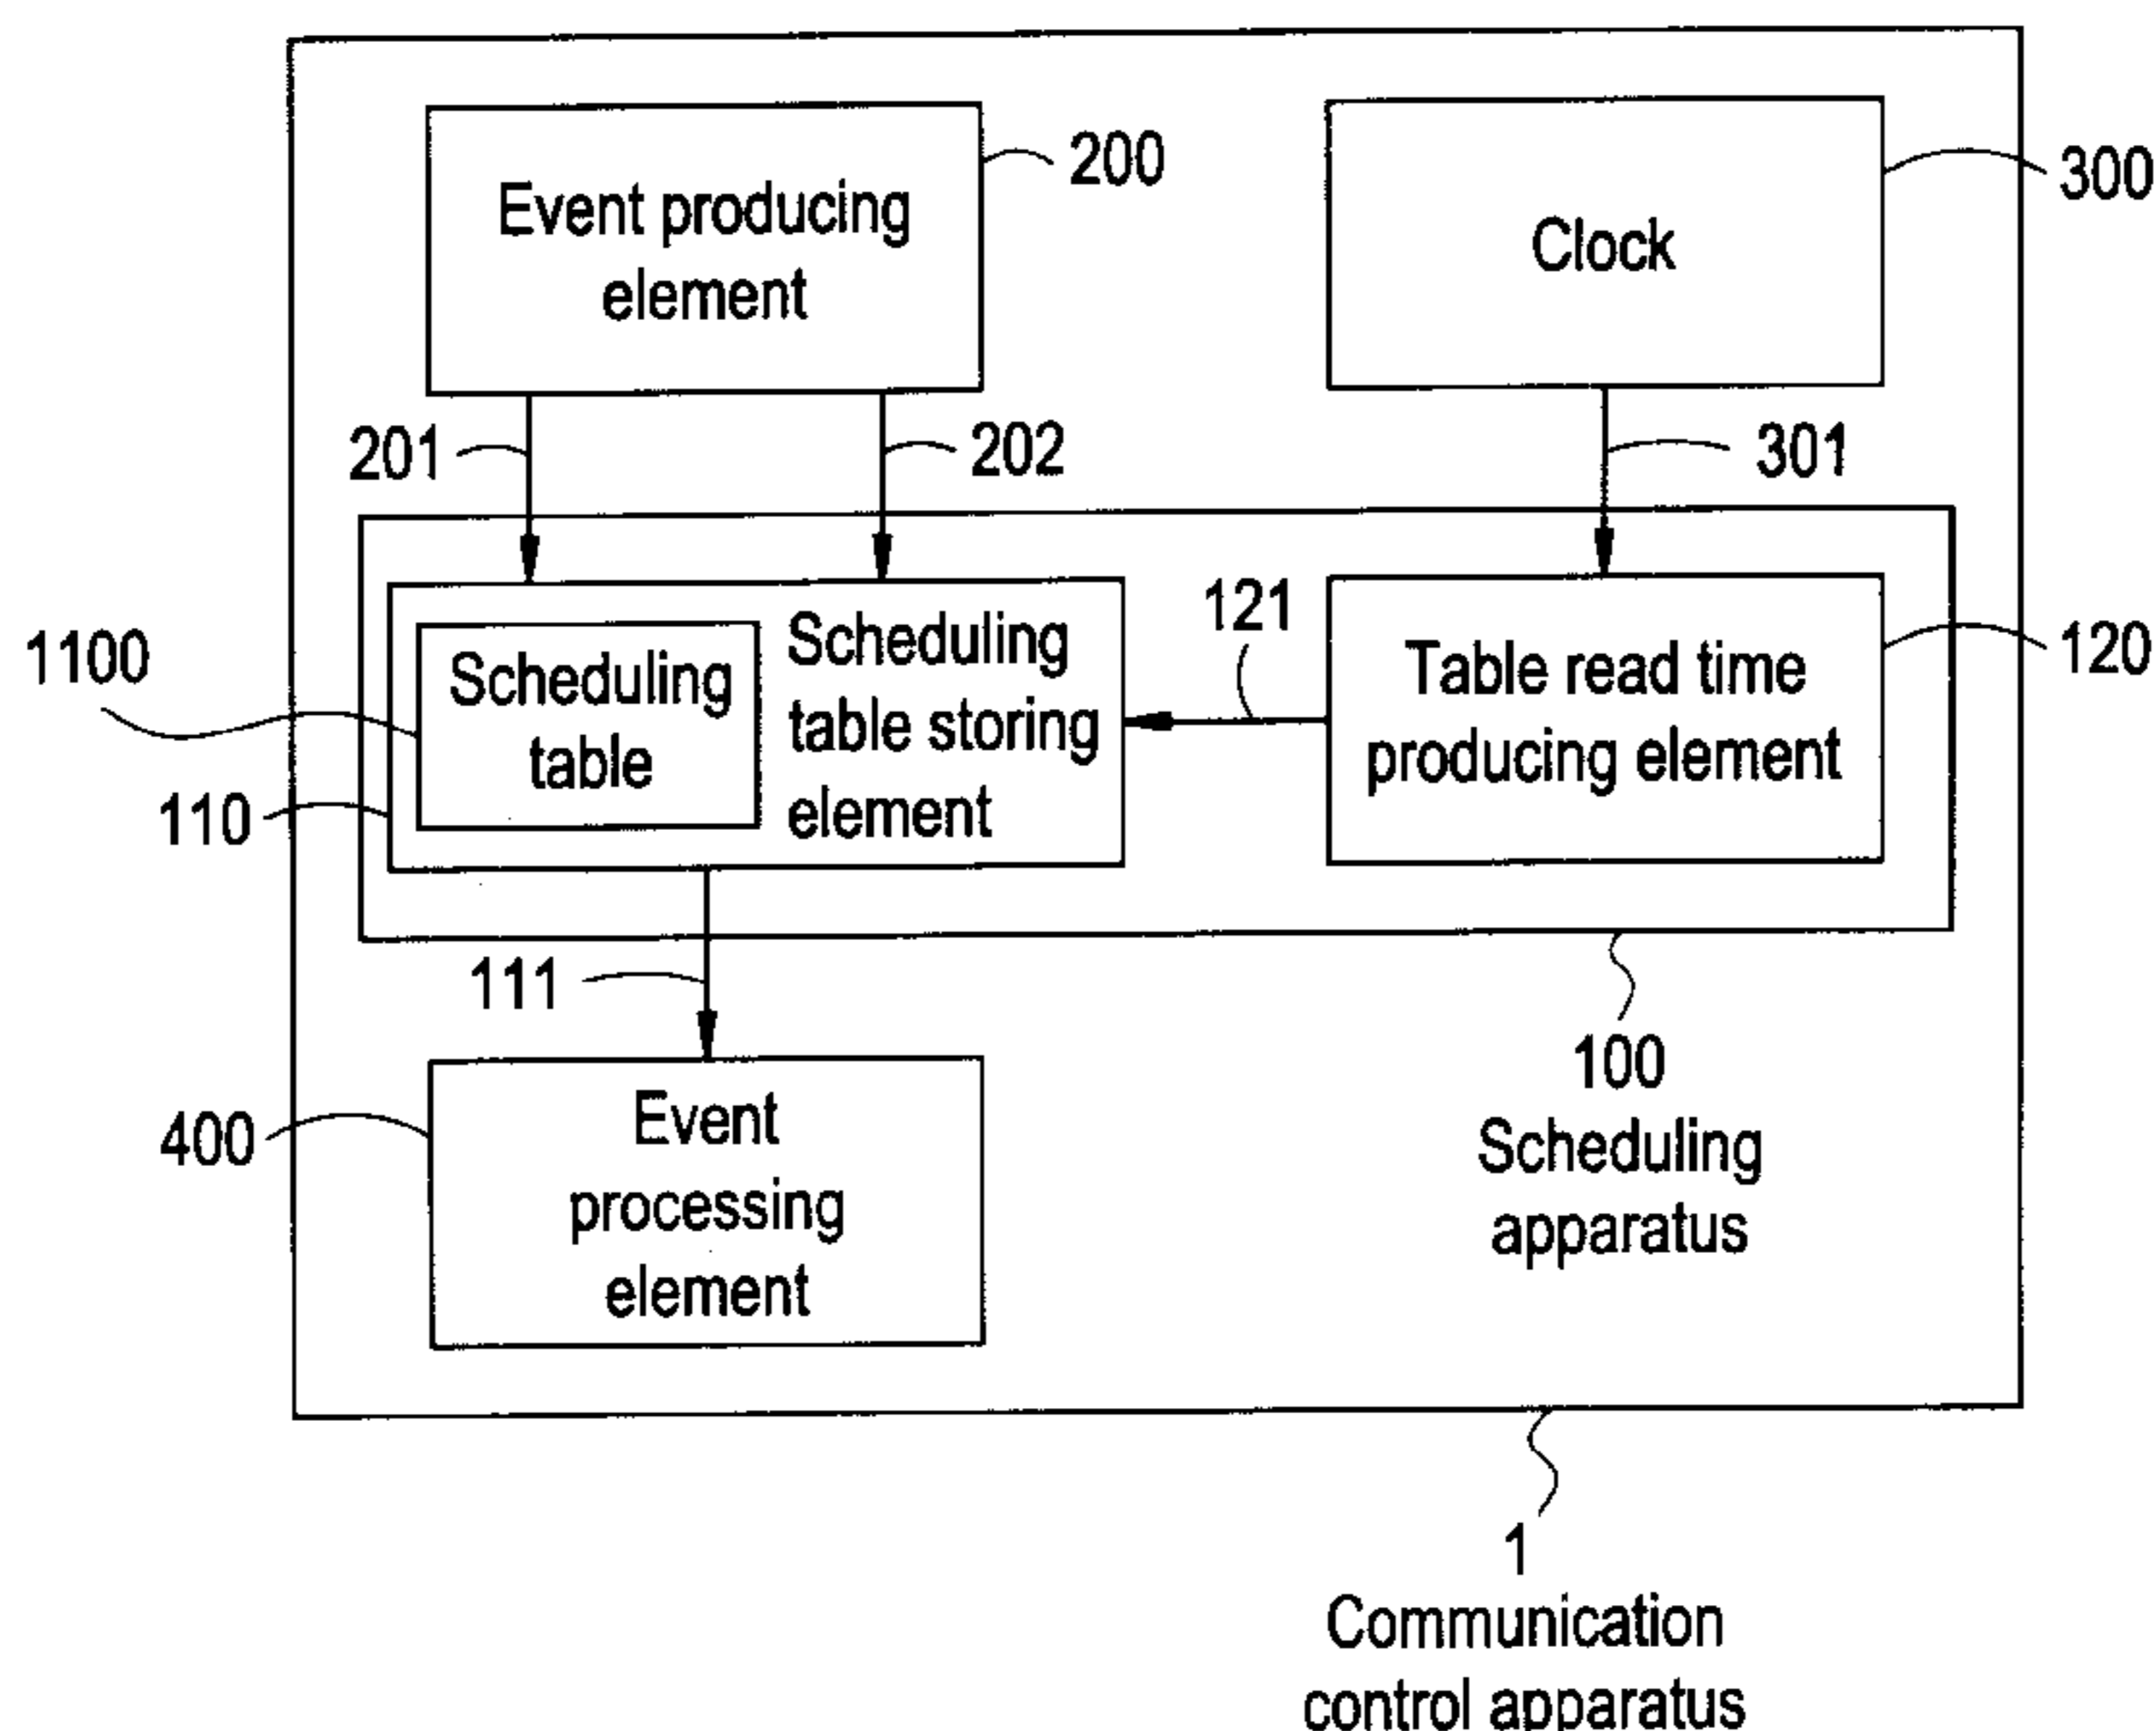 Event producing
element
200
Clock
300
201
202
301
1100
Scheduling
table
Scheduling
table storing
element
121
Table read time
producing element
120
110
111
100
Scheduling
apparatus
400
Event
processing
element
1
Communication
control apparatus